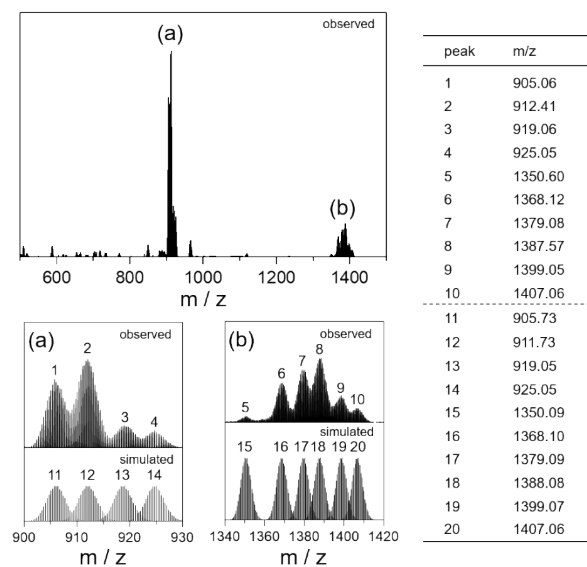 (a)
observed
(b)
600 800 1000 1200 1400
m / z
(a) observed
1 2 3 4
simulated
11 12 13 14
900 910 920 930
m / z
(b) observed
5 6 7 8 9 10
simulated
15 16 17 18 19 20
1340 1360 1380 1400 1420
m / z
peak m/z
1 905.06
2 912.41
3 919.06
4 925.05
5 1350.60
6 1368.12
7 1379.08
8 1387.57
9 1399.05
10 1407.06
11 905.73
12 911.73
13 919.05
14 925.05
15 1350.09
16 1368.10
17 1379.09
18 1388.08
19 1399.07
20 1407.06